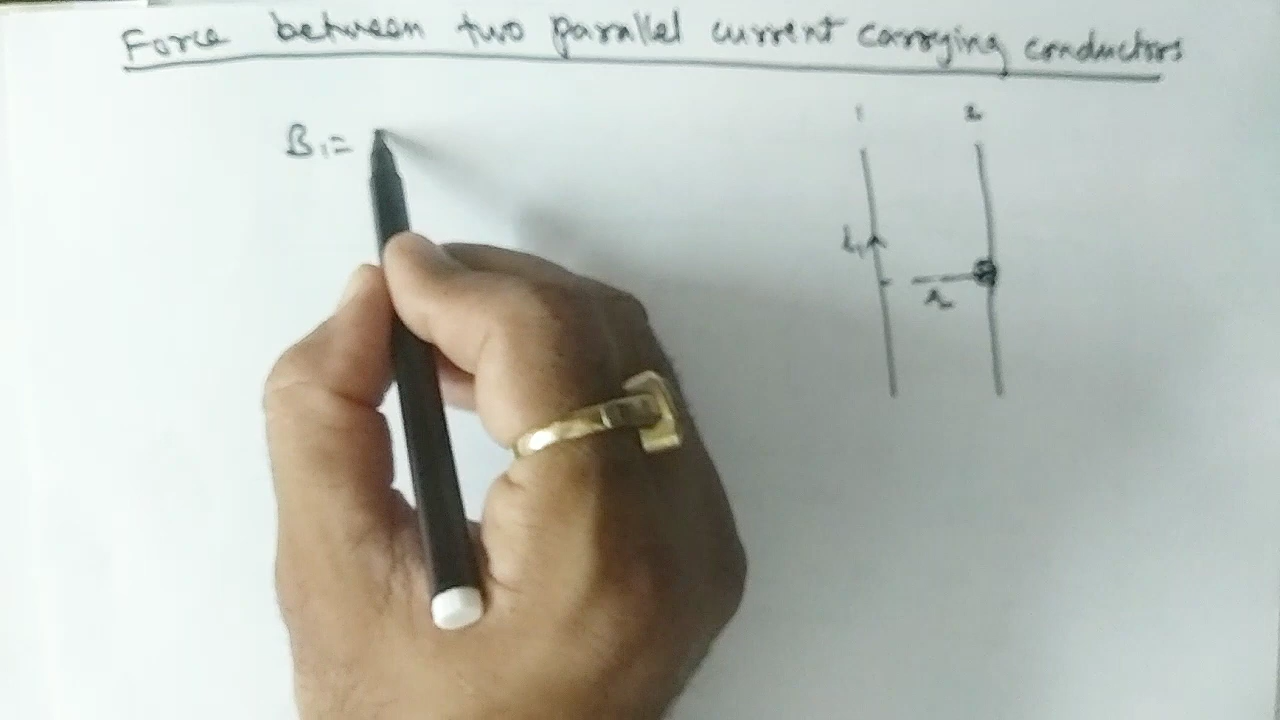 Force between two parallel current carrying conductors
B₁=
1 2
i₁
r